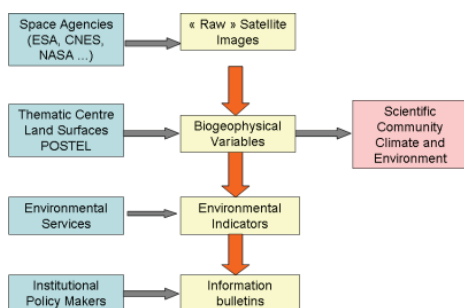 Space Agencies
(ESA, CNES,
NASA ...)
« Raw » Satellite
Images
Thematic Centre
Land Surfaces
POSTEL
Biogeophysical
Variables
Scientific
Community
Climate and
Environment
Environmental
Services
Environmental
Indicators
Institutional
Policy Makers
Information
bulletins